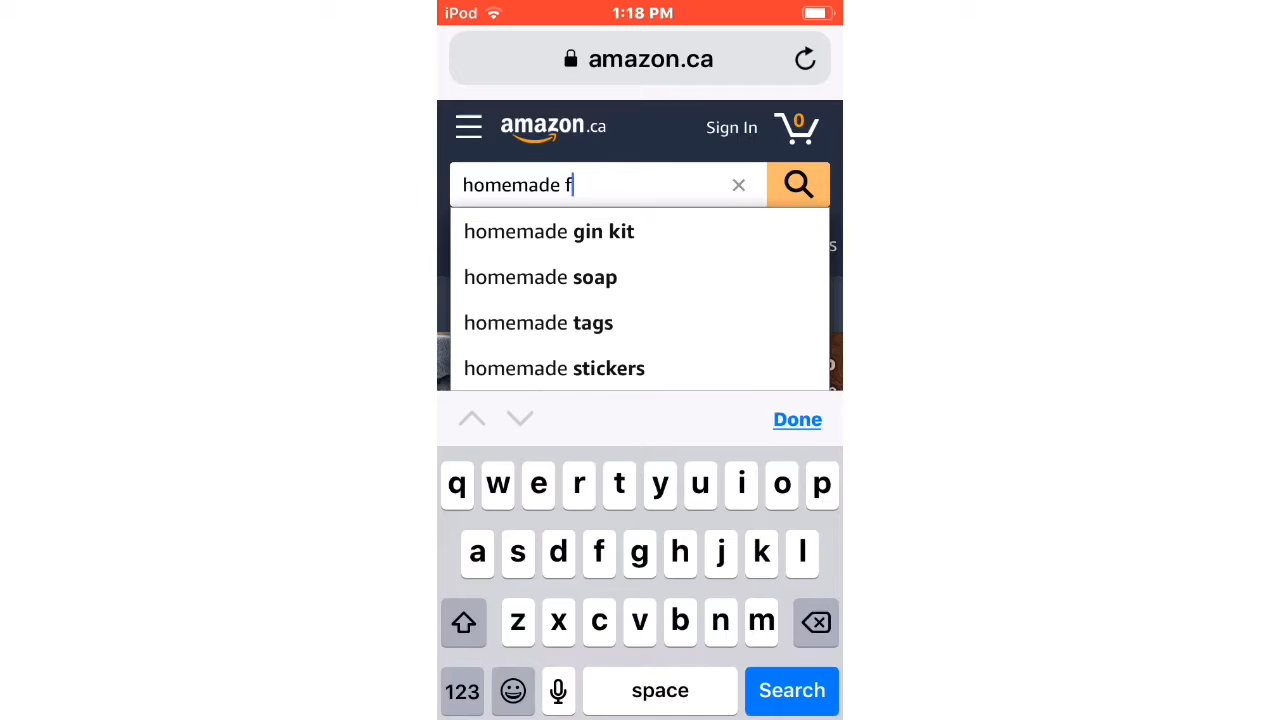 iPod 1:18 PM
amazon.ca
amazon.ca Sign In 0
homemade f
homemade gin kit
s
homemade soap
homemade tags
homemade stickers
Done
q w e r t y u i o p
a s d f g h j k l
z x c v b n m
123 space Search